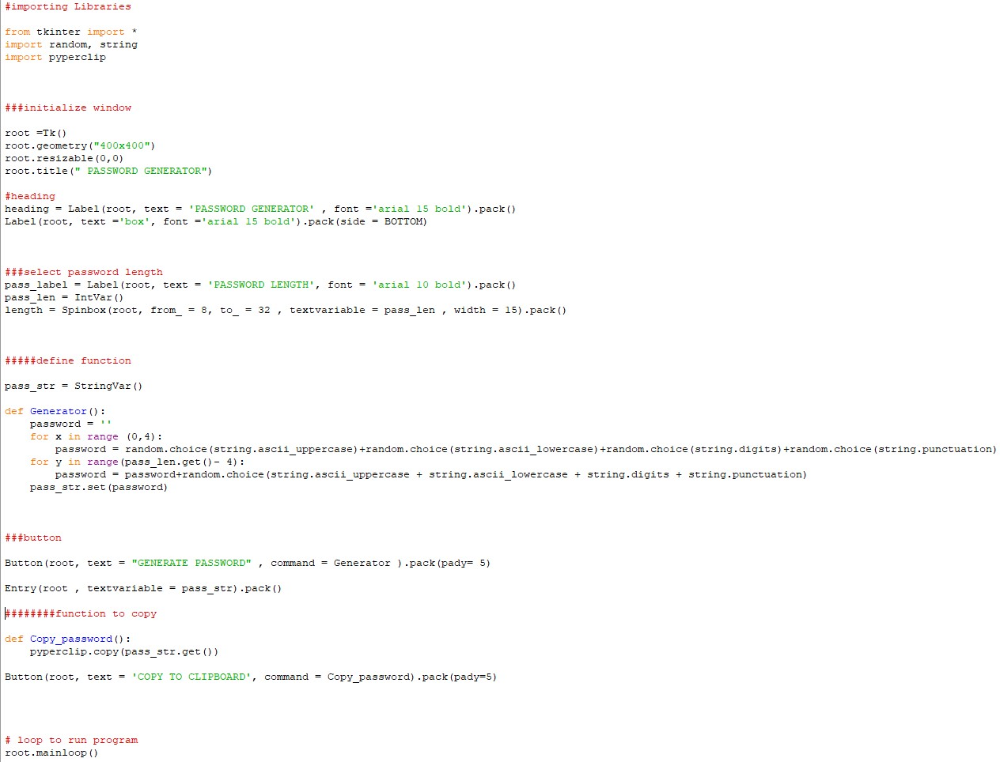 #importing Libraries
from tkinter import *
import random, string
import pyperclip
###initialize window
root =Tk()
root.geometry("400x400")
root.resizable(0,0)
root.title(" PASSWORD GENERATOR")
#heading
heading = Label(root, text = 'PASSWORD GENERATOR' , font ='arial 15 bold').pack()
Label(root, text ='box', font ='arial 15 bold').pack(side = BOTTOM)
###select password length
pass_label = Label(root, text = 'PASSWORD LENGTH', font = 'arial 10 bold').pack()
pass_len = IntVar()
length = Spinbox(root, from_ = 8, to_ = 32 , textvariable = pass_len , width = 15).pack()
#####define function
pass_str = StringVar()
def Generator():
    password = ''
    for x in range (0,4):
        password = random.choice(string.ascii_uppercase)+random.choice(string.ascii_lowercase)+random.choice(string.digits)+random.choice(string.punctuation)
    for y in range(pass_len.get()- 4):
        password = password+random.choice(string.ascii_uppercase + string.ascii_lowercase + string.digits + string.punctuation)
    pass_str.set(password)
###button
Button(root, text = "GENERATE PASSWORD" , command = Generator ).pack(pady= 5)
Entry(root , textvariable = pass_str).pack()
########function to copy
def Copy_password():
    pyperclip.copy(pass_str.get())
Button(root, text = 'COPY TO CLIPBOARD', command = Copy_password).pack(pady=5)
# loop to run program
root.mainloop()